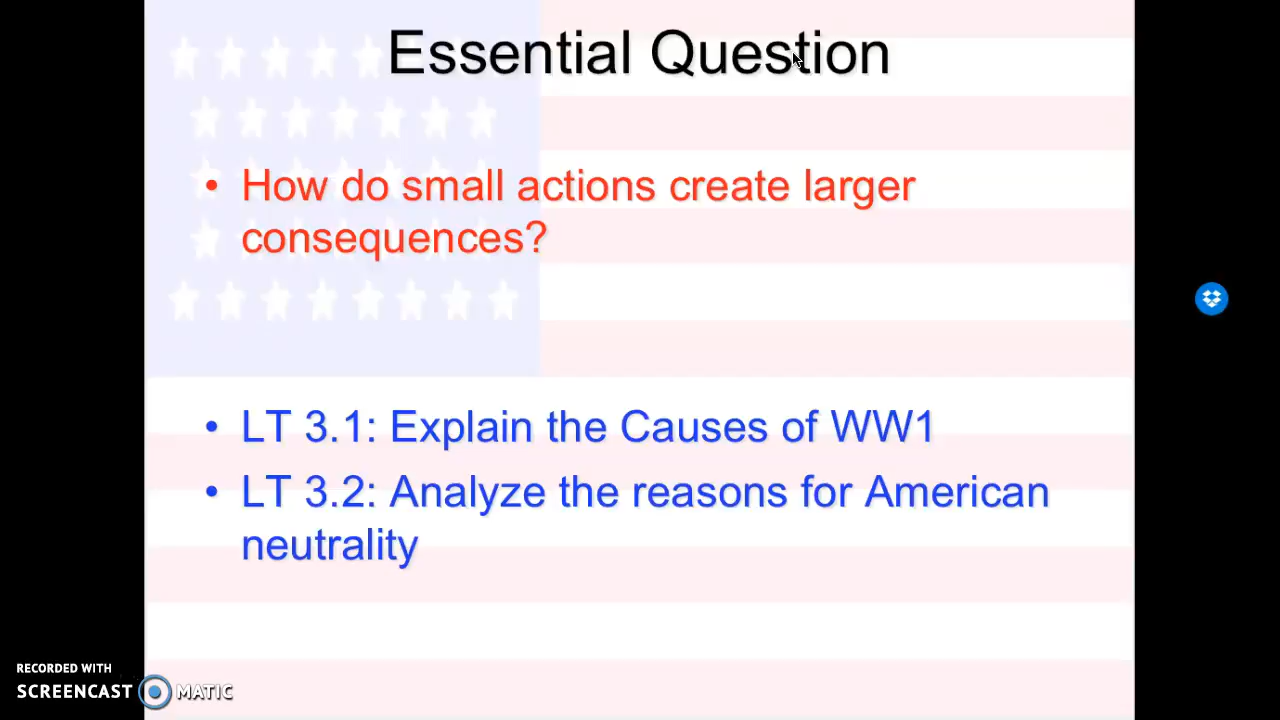 Essential Question
• How do small actions create larger
consequences?
• LT 3.1: Explain the Causes of WW1
• LT 3.2: Analyze the reasons for American
neutrality
RECORDED WITH
SCREENCAST MATIC